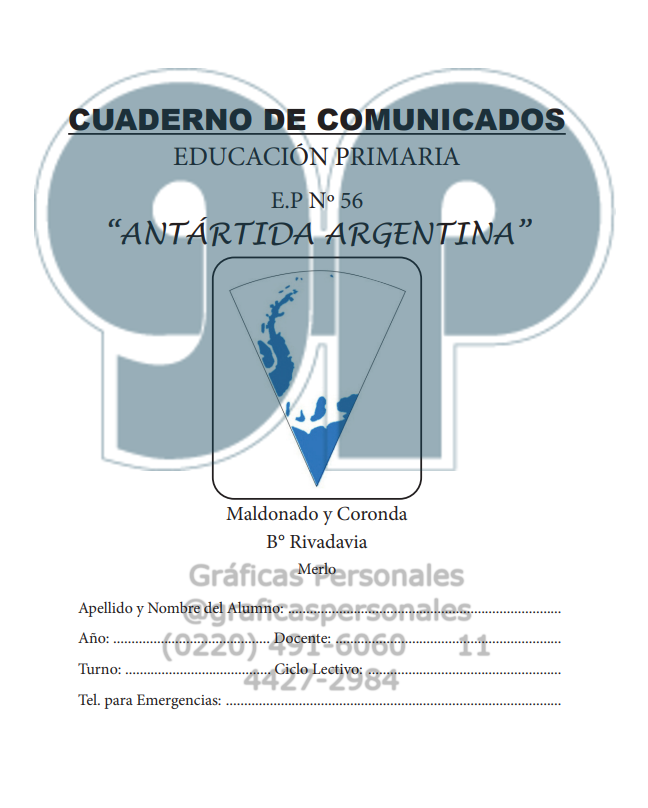 CUADERNO DE COMUNICADOS
EDUCACIÓN PRIMARIA
E.P Nº 56
“ANTÁRTIDA ARGENTINA”
Maldonado y Coronda
B° Rivadavia
Merlo
Gráficas Personales
Apellido y Nombre del Alumno: ..............................................................
@graficaspersonales
Año: .......................................... Docente: ..............................................................
(0220) 491-6060 11
Turno: ....................................... Ciclo Lectivo: .....................................................
4427-2984
Tel. para Emergencias: ...........................................................................................
gp